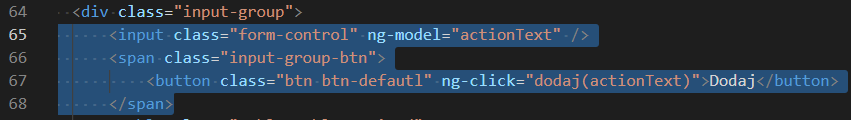 64 <div class="input-group">
65 <input class="form-control" ng-model="actionText" />
66 <span class="input-group-btn">
67 <button class="btn btn-defautl" ng-click="dodaj(actionText)">Dodaj</button>
68 </span>